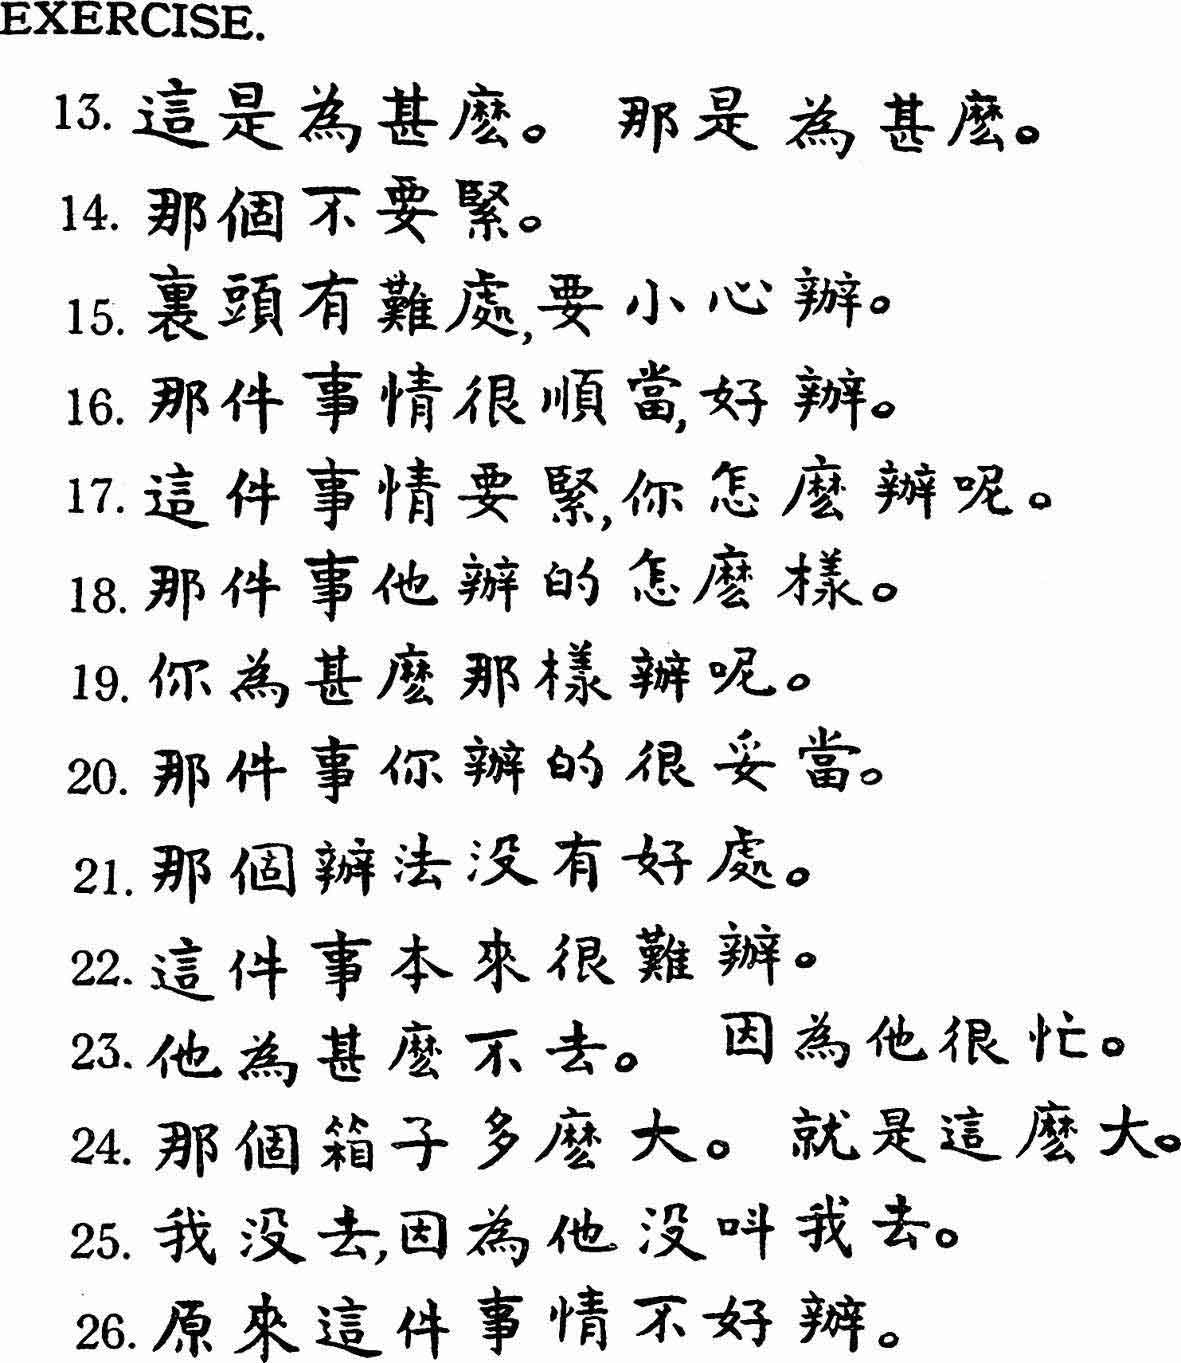 EXERCISE.
13. 這是為甚麼。 那是為甚麼。
14. 那個不要緊。
15. 裏頭有難處,要小心辦。
16. 那件事情很順當,好辦。
17. 這件事情要緊,你怎麼辦呢。
18. 那件事他辦的怎麼樣。
19. 你為甚麼那樣辦呢。
20. 那件事你辦的很妥當。
21. 那個辦法没有好處。
22. 這件事本來很難辦。
23. 他為甚麼不去。 因為他很忙。
24. 那個箱子多麼大。 就是這麼大。
25. 我没去,因為他没叫我去。
26. 原來這件事情不好辦。